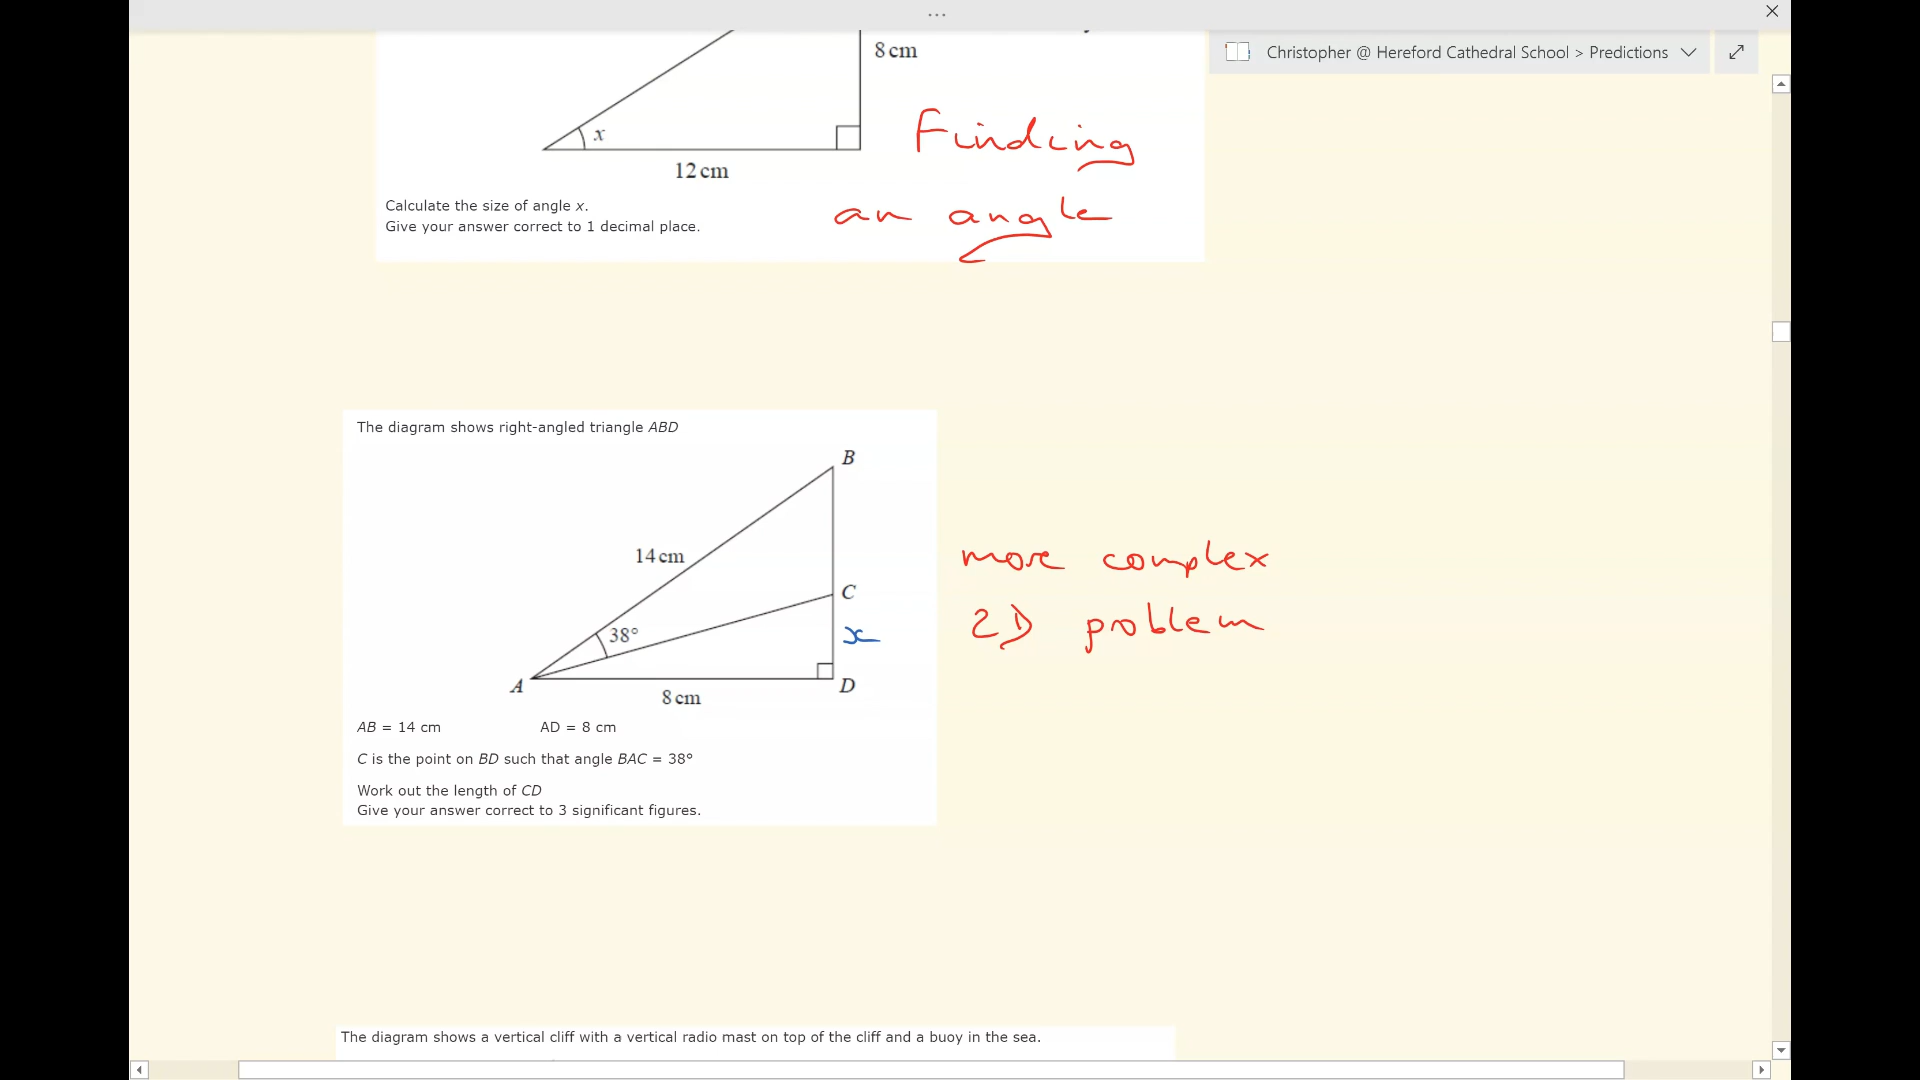 ...
Christopher @ Hereford Cathedral School > Predictions
8 cm
x
12 cm
Finding
an angle
Calculate the size of angle x.
Give your answer correct to 1 decimal place.
The diagram shows right-angled triangle ABD
B
14 cm
C
38°
x
A
D
8 cm
more complex
2D problem
AB = 14 cm AD = 8 cm
C is the point on BD such that angle BAC = 38°
Work out the length of CD
Give your answer correct to 3 significant figures.
The diagram shows a vertical cliff with a vertical radio mast on top of the cliff and a buoy in the sea.